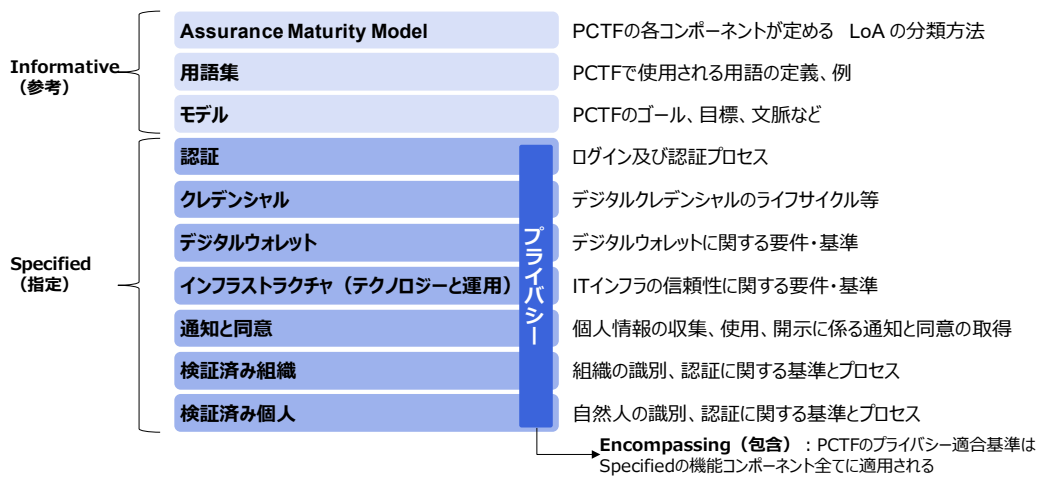 Assurance Maturity Model
PCTFの各コンポーネントが定める LoA の分類方法
Informative
（参考）
用語集
PCTFで使用される用語の定義、例
モデル
PCTFのゴール、目標、文脈など
Specified
（指定）
認証
ログイン及び認証プロセス
クレデンシャル
デジタルクレデンシャルのライフサイクル等
デジタルウォレット
デジタルウォレットに関する要件・基準
インフラストラクチャ（テクノロジーと運用）
ITインフラの信頼性に関する要件・基準
通知と同意
個人情報の収集、使用、開示に係る通知と同意の取得
検証済み組織
組織の識別、認証に関する基準とプロセス
検証済み個人
自然人の識別、認証に関する基準とプロセス
プライバシー
Encompassing（包含）：PCTFのプライバシー適合基準は
Specifiedの機能コンポーネント全てに適用される